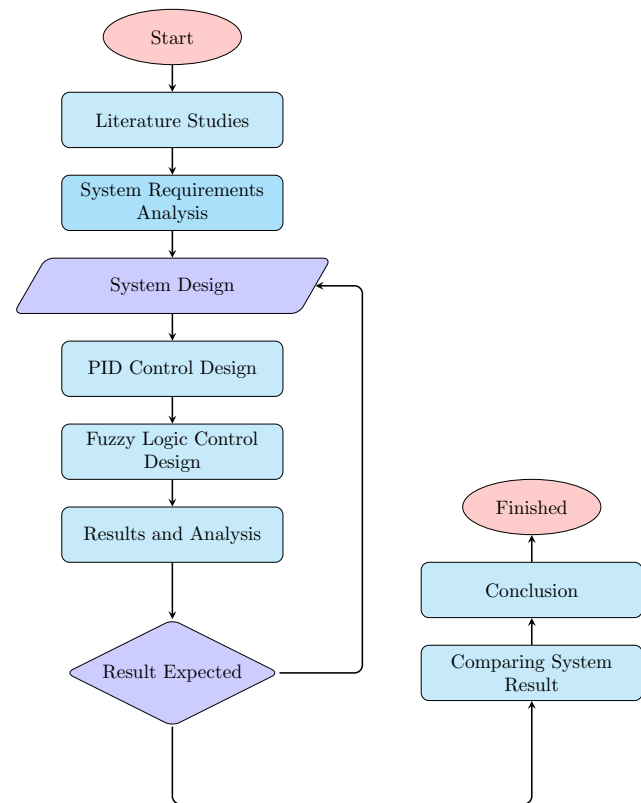 Start
Literature Studies
System Requirements
Analysis
System Design
PID Control Design
Fuzzy Logic Control
Design
Results and Analysis
Result Expected
Finished
Conclusion
Comparing System
Result